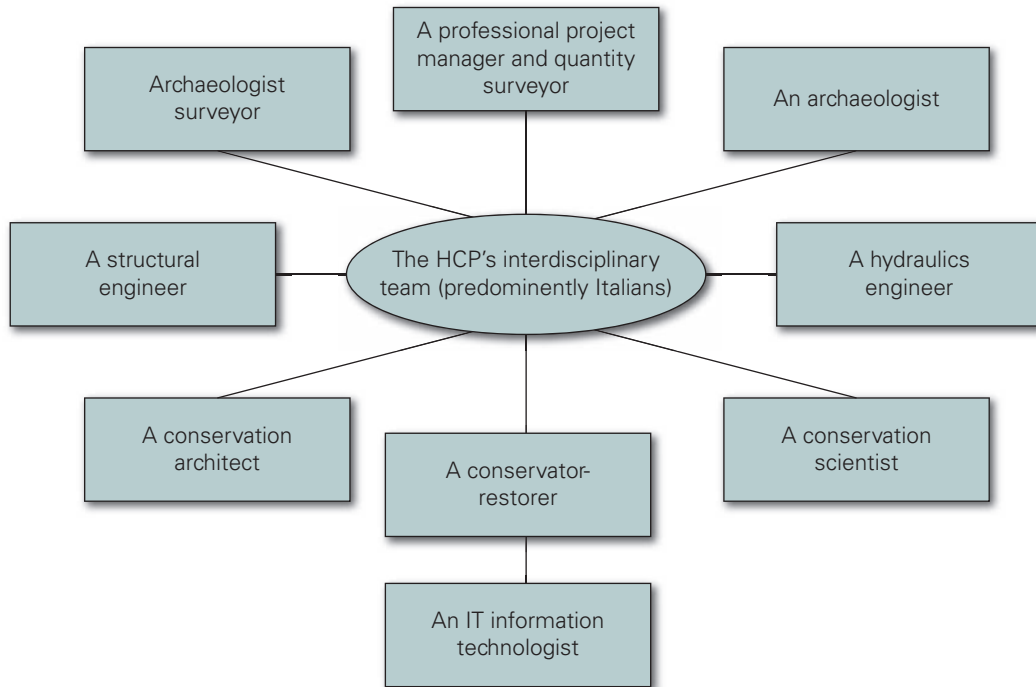 A professional project
manager and quantity
surveyor
Archaeologist
surveyor
An archaeologist
A structural
engineer
The HCP’s interdisciplinary
team (predominently Italians)
A hydraulics
engineer
A conservation
architect
A conservator-
restorer
A conservation
scientist
An IT information
technologist